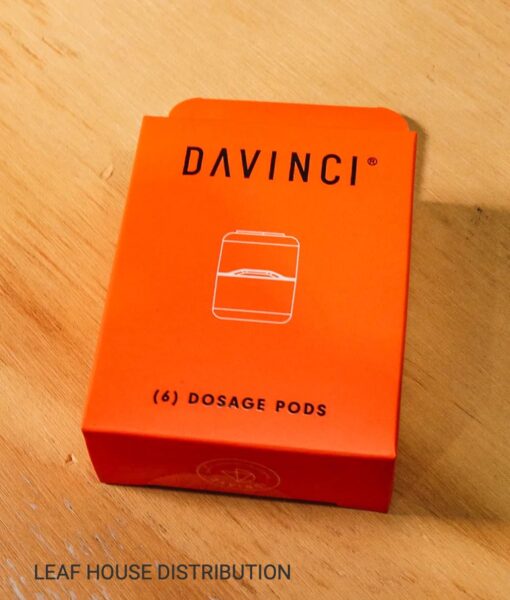 DAVINCI®
(6) DOSAGE PODS
LEAF HOUSE DISTRIBUTION